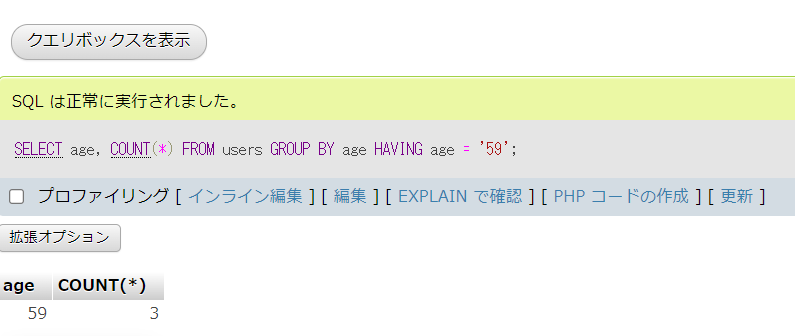 クエリボックスを表示
SQL は正常に実行されました。
SELECT age, COUNT(*) FROM users GROUP BY age HAVING age = '59';
プロファイリング [ インライン編集 ] [ 編集 ] [ EXPLAIN で確認 ] [ PHP コードの作成 ] [ 更新 ]
拡張オプション
age COUNT(*)
59 3